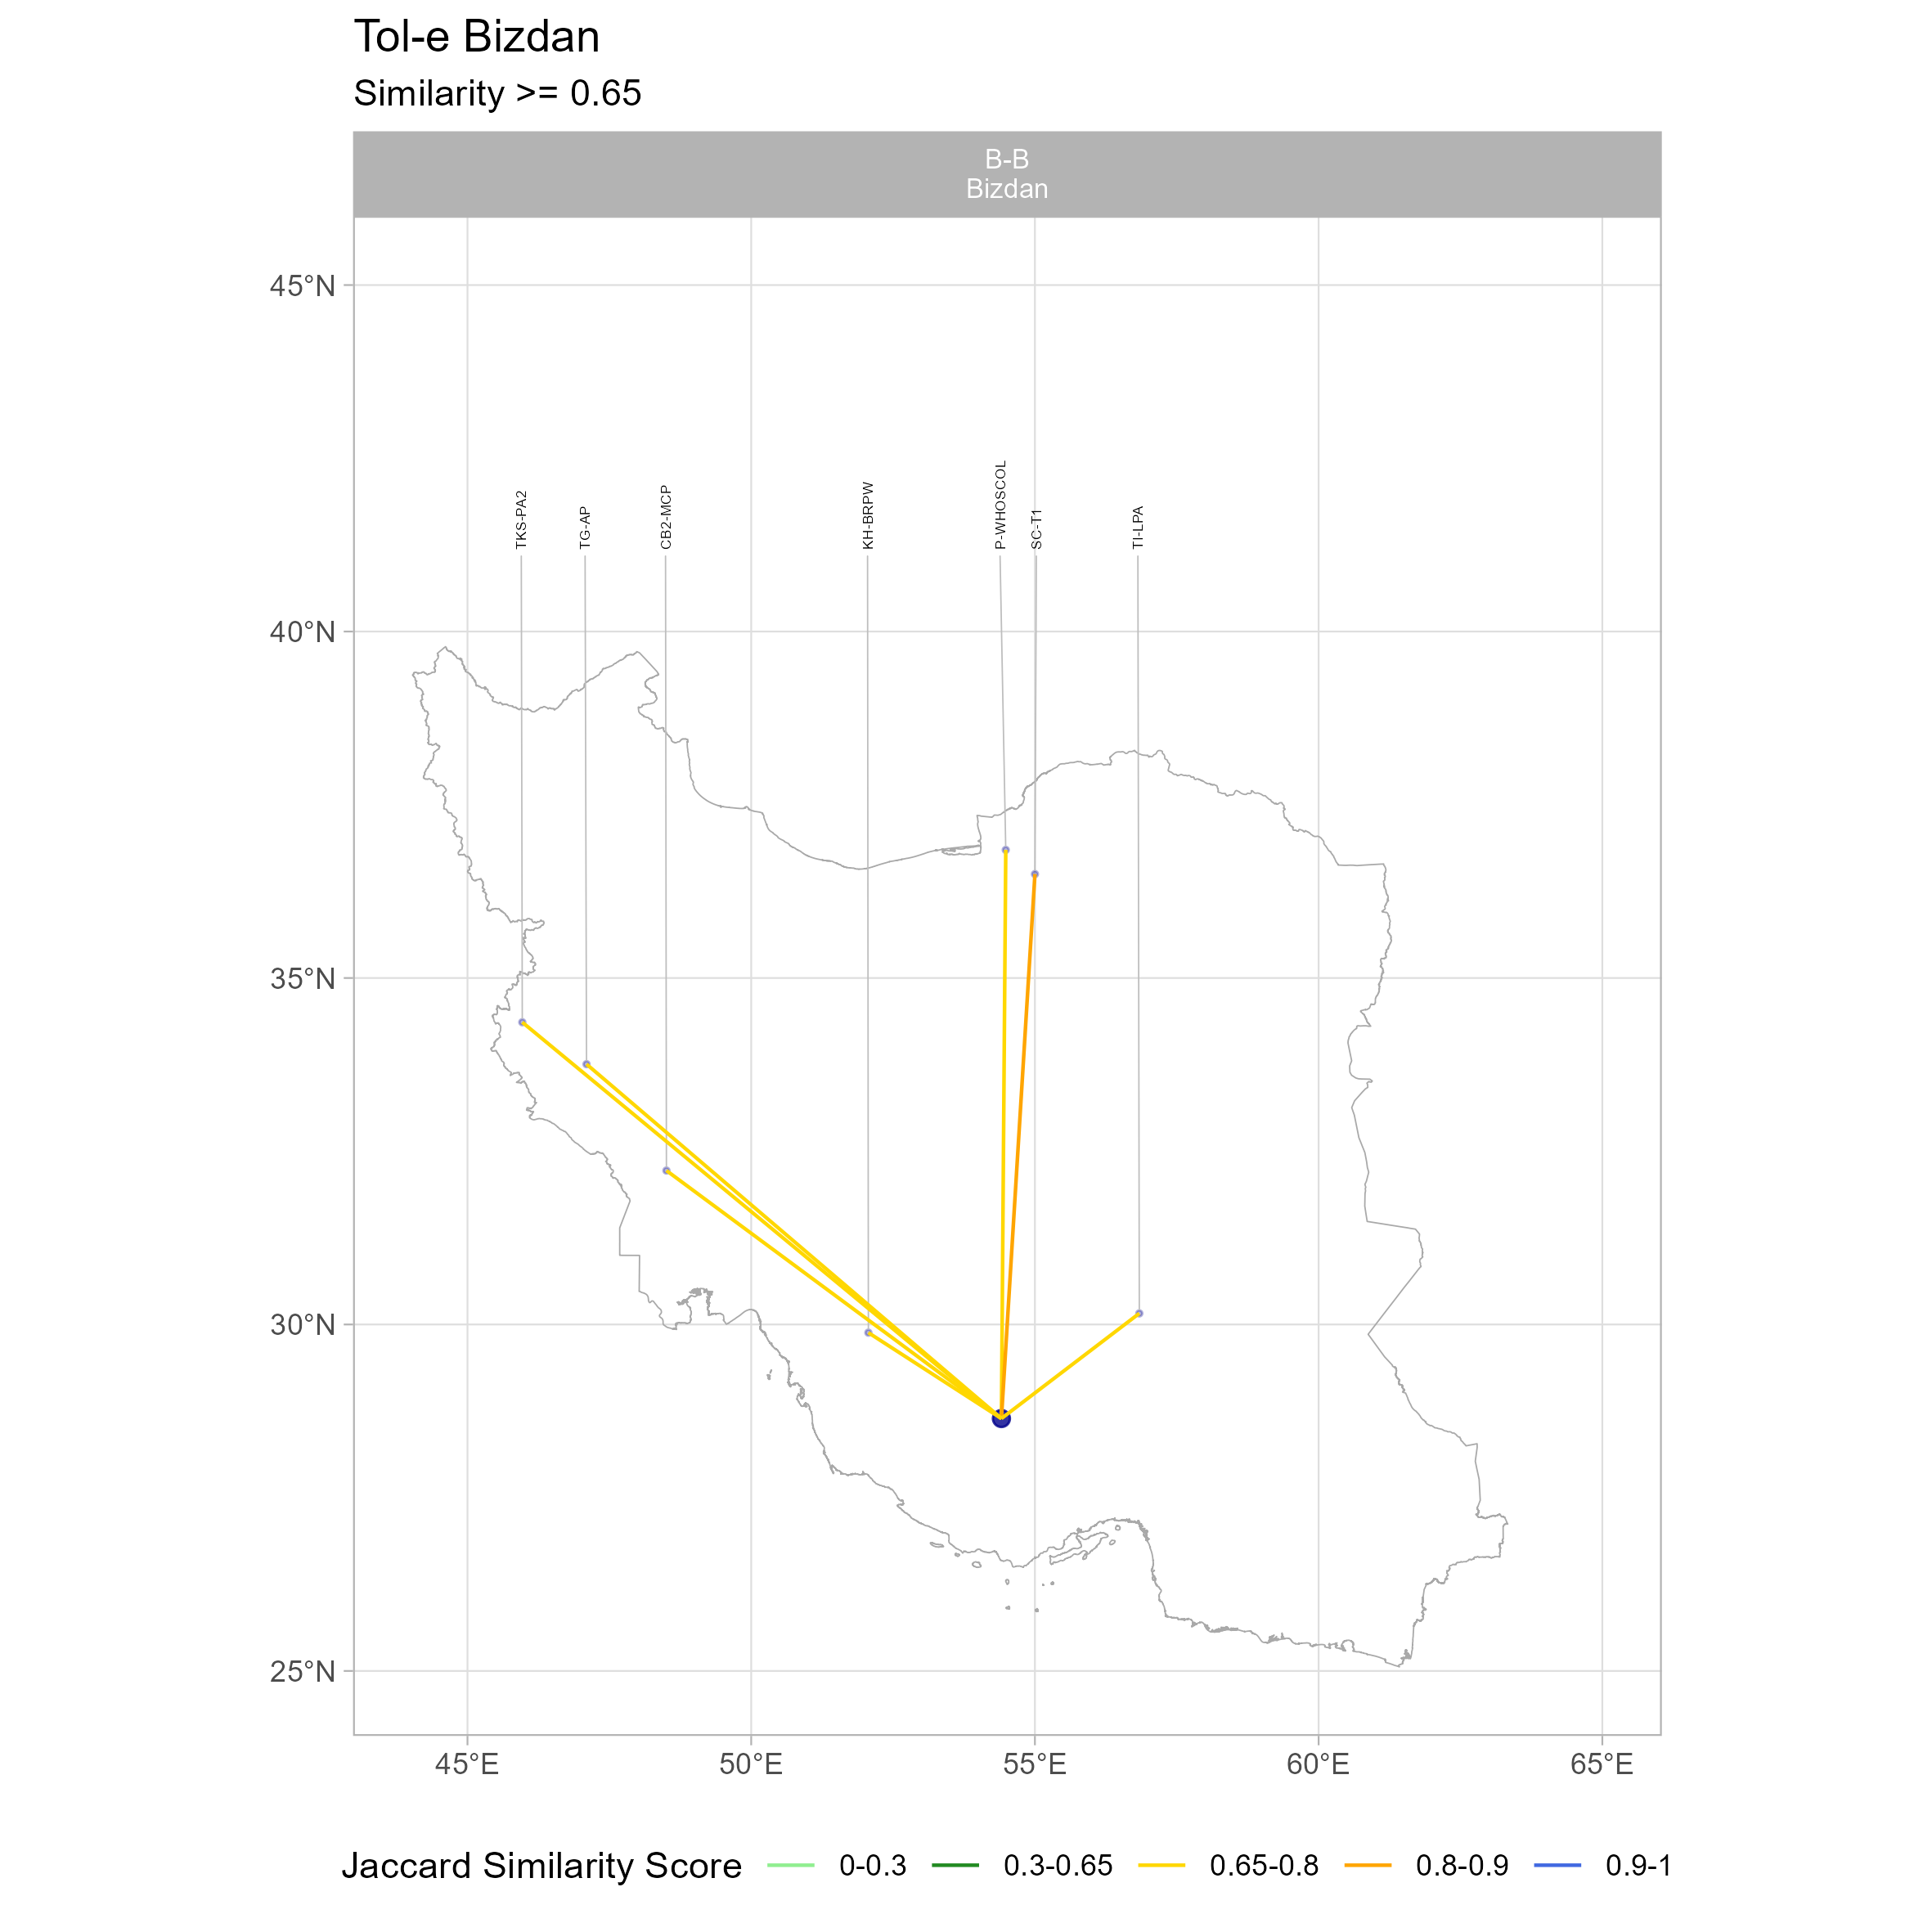 Tol-e Bizdan
Similarity >= 0.65
B-B
Bizdan
45°N
40°N
35°N
30°N
25°N
TKS-PA2
TG-AP
CB2-MCP
KH-BRPW
P-WHOSCOL
SC-T1
TI-LPA
45°E 50°E 55°E 60°E 65°E
Jaccard Similarity Score 0-0.3 0.3-0.65 0.65-0.8 0.8-0.9 0.9-1